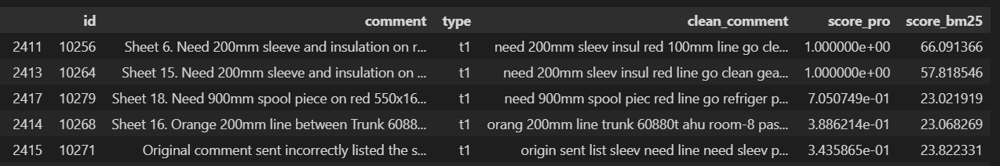 id comment type clean_comment score_pro score_bm25
2411 10256 Sheet 6. Need 200mm sleeve and insulation on r... t1 need 200mm sleev insul red 100mm line go cle... 1.000000e+00 66.091366
2413 10264 Sheet 15. Need 200mm sleeve and insulation on ... t1 need 200mm sleev insul red line go clean gea... 1.000000e+00 57.818546
2417 10279 Sheet 18. Need 900mm spool piece on red 550x16... t1 need 900mm spool piec red line go refriger p... 7.050749e-01 23.021919
2414 10268 Sheet 16. Orange 200mm line between Trunk 6088... t1 orang 200mm line trunk 60880t ahu room-8 pas... 3.886214e-01 23.068269
2415 10271 Original comment sent incorrectly listed the s... t1 origin sent list sleev need line need sleev p... 3.435865e-01 23.822331